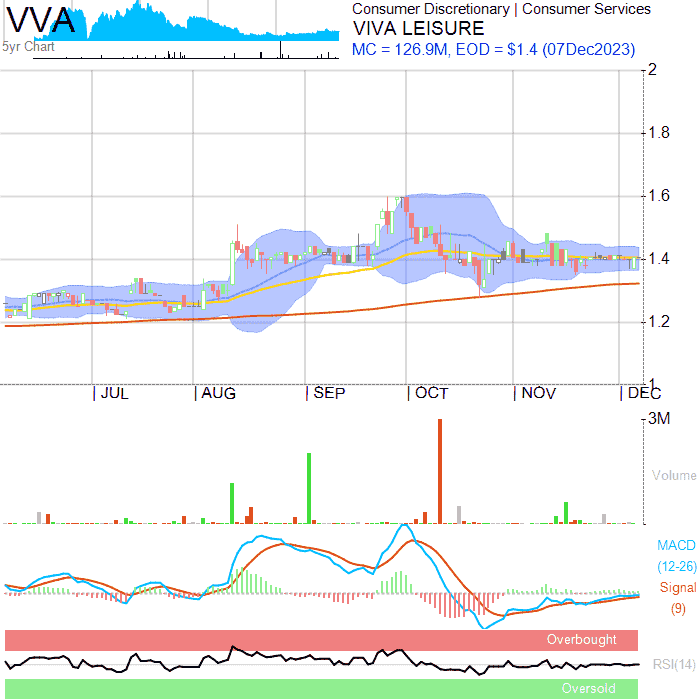 VVA
5yr Chart
Consumer Discretionary | Consumer Services
VIVA LEISURE
MC = 126.9M, EOD = $1.4 (07Dec2023)
2
1.8
1.6
1.4
1.2
1
JUL
AUG
SEP
OCT
NOV
DEC
3M
Volume
MACD
(12-26)
Signal
(9)
Overbought
RSI(14)
Oversold